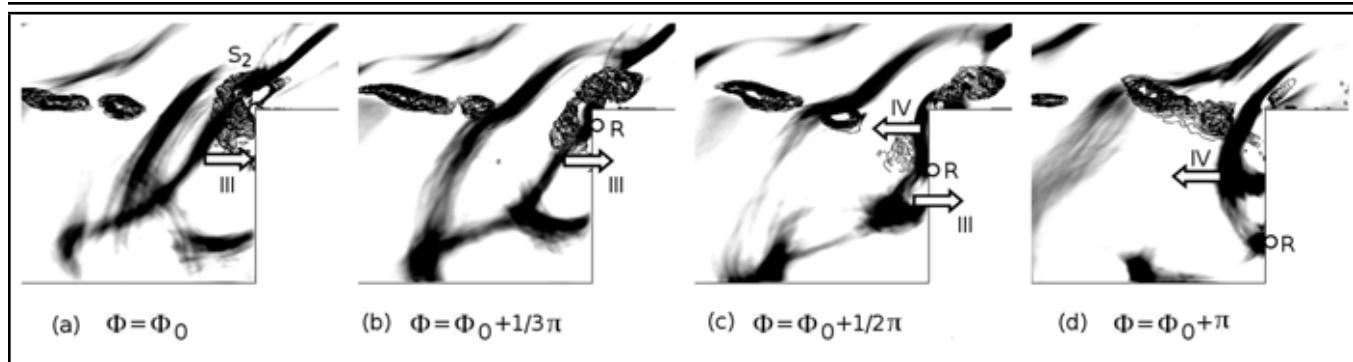 S2
III
(a) Φ=Φ0
R
III
(b) Φ=Φ0+1/3π
IV
R
III
(c) Φ=Φ0+1/2π
IV
R
(d) Φ=Φ0+π